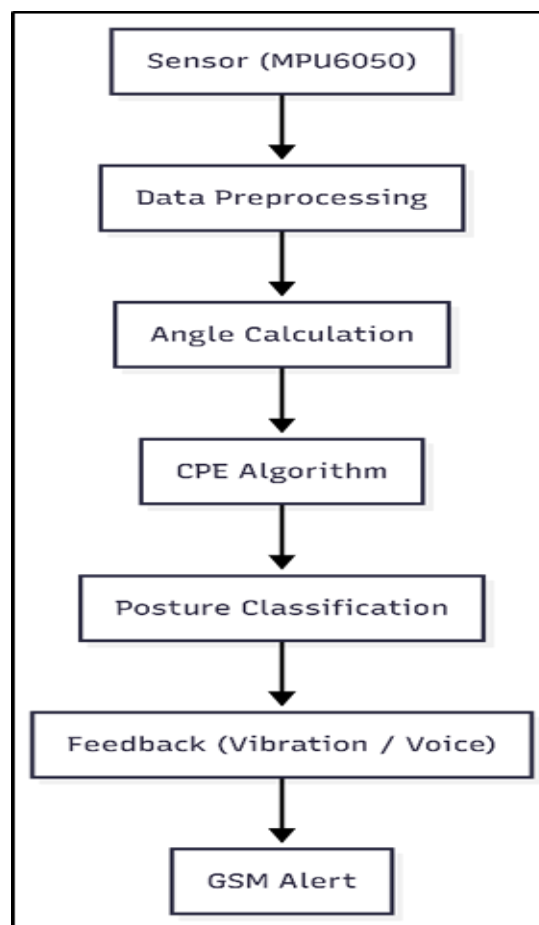 Sensor (MPU6050)
Data Preprocessing
Angle Calculation
CPE Algorithm
Posture Classification
Feedback (Vibration / Voice)
GSM Alert